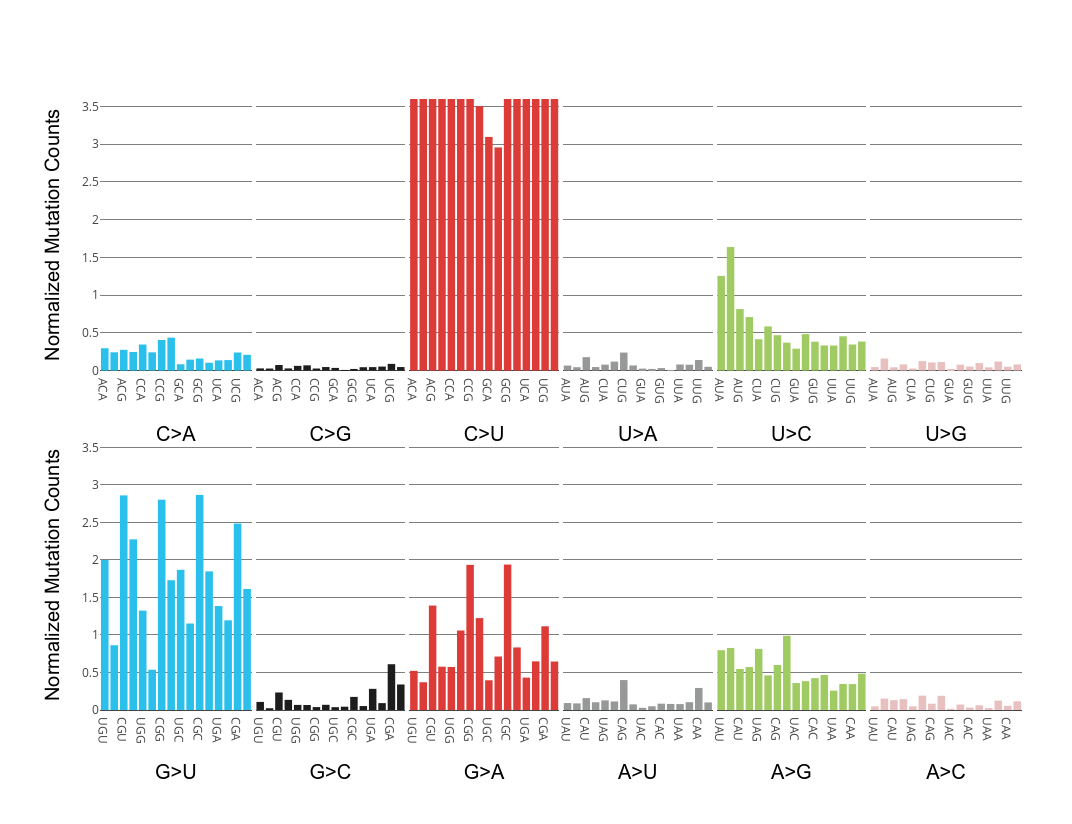 Normalized Mutation Counts
3.5
3
2.5
2
1.5
1
0.5
0
ACA ACG CCA CCG GCA GCG UCA UCG ACA ACG CCA CCG GCA GCG UCA UCG ACA ACG CCA CCG GCA GCG UCA UCG AUA AUG CUA CUG GUA GUG UUA UUG AUA AUG CUA CUG GUA GUG UUA UUG AUA AUG CUA CUG GUA GUG UUA UUG
C>A C>G C>U U>A U>C U>G
Normalized Mutation Counts
3.5
3
2.5
2
1.5
1
0.5
0
UGU CGU UGG CGG UGC CGC UGA CGA UGU CGU UGG CGG UGC CGC UGA CGA UGU CGU UGG CGG UGC CGC UGA CGA UAU CAU UAG CAG UAC CAC UAA CAA UAU CAU UAG CAG UAC CAC UAA CAA UAU CAU UAG CAG UAC CAC UAA CAA
G>U G>C G>A A>U A>G A>C